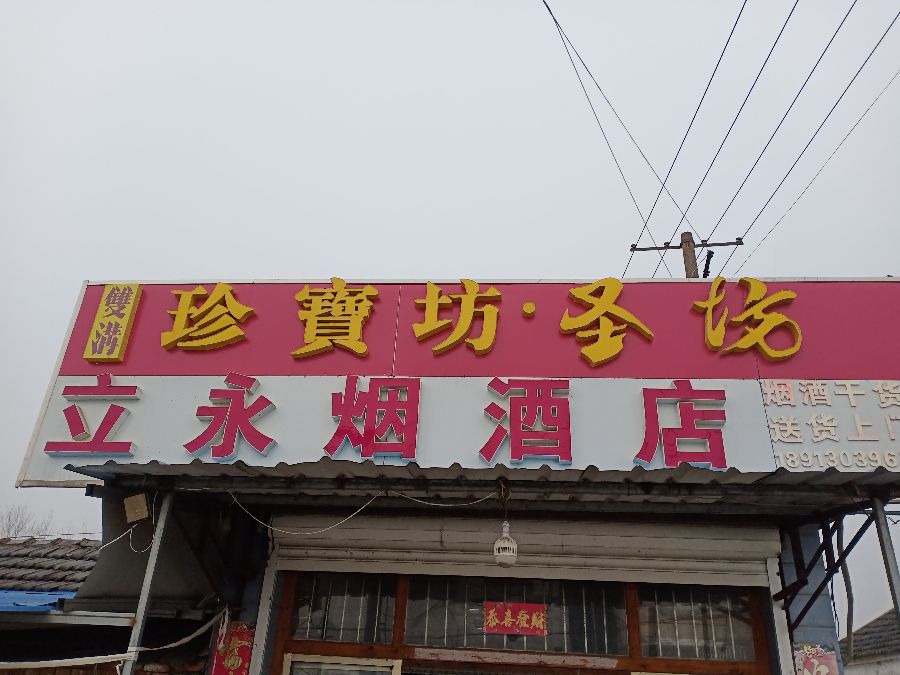 雙溝
珍寶坊·圣坊
立永烟酒店
烟酒干货
送货上门
189130396
恭喜發財